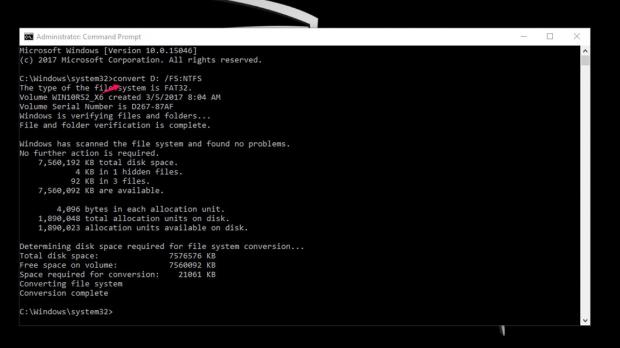 Administrator: Command Prompt
Microsoft Windows [Version 10.0.15046]
(c) 2017 Microsoft Corporation. All rights reserved.
C:\Windows\system32>convert D: /FS:NTFS
The type of the file system is FAT32.
Volume WIN10RS2_X6 created 3/5/2017 8:04 AM
Volume Serial Number is D267-87AF
Windows is verifying files and folders...
File and folder verification is complete.
Windows has scanned the file system and found no problems.
No further action is required.
7,560,192 KB total disk space.
4 KB in 1 hidden files.
92 KB in 3 files.
7,560,092 KB are available.
4,096 bytes in each allocation unit.
1,890,048 total allocation units on disk.
1,890,023 allocation units available on disk.
Determining disk space required for file system conversion...
Total disk space: 7576576 KB
Free space on volume: 7560092 KB
Space required for conversion: 21061 KB
Converting file system
Conversion complete
C:\Windows\system32>